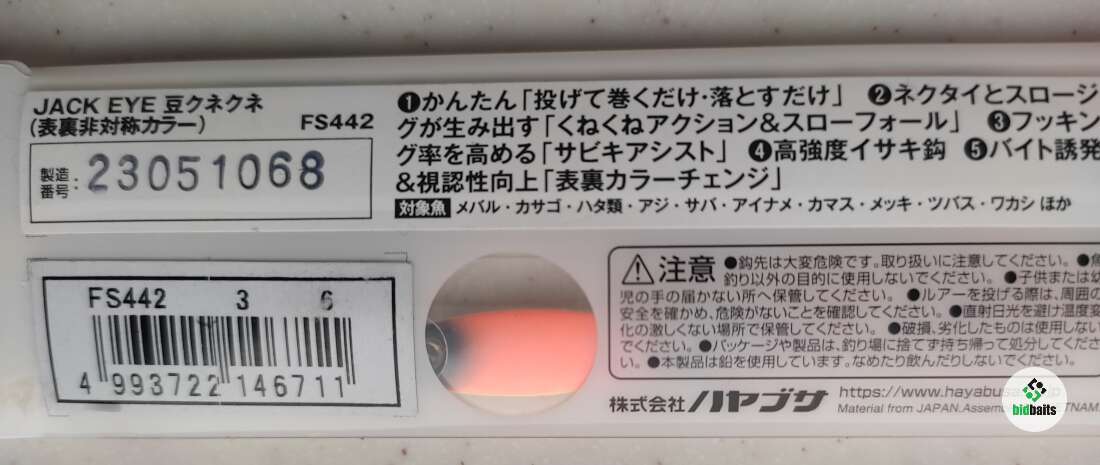 JACK EYE 豆クネクネ
(表裏非対称カラー) FS442
製造番号: 23051068
❶かんたん「投げて巻くだけ・落とすだけ」 ❷ネクタイとスロージ
グが生み出す「くねくねアクション&スローフォール」 ❸フッキン
グ率を高める「サビキアシスト」 ❹高強度イサキ鈎 ❺バイト誘発
&視認性向上「表裏カラーチェンジ」
対象魚 メバル・カサゴ・ハタ類・アジ・サバ・アイナメ・カマス・メッキ・ツバス・ワカシ ほか
FS442 3 6
4 993722 146711
注意 ●鈎先は大変危険です。取り扱いに注意してください。 ●魚
釣り以外の目的に使用しないでください。 ●子供または幼
児の手の届かない所へ保管してください。 ●ルアーを投げる際は、周囲の
安全を確かめ、危険がないことを確認してください。 ●直射日光を避け温度変
化の激しくない場所で保管してください。 ●破損、劣化したものは使用しない
でください。 ●パッケージや製品は、釣り場に捨てず持ち帰って処分してくださ
い。 ●本製品は鉛を使用しています。なめたり飲んだりしないでください。
株式会社ハヤブサ https://www.hayabusa
Material from JAPAN.Assem
bidbaits